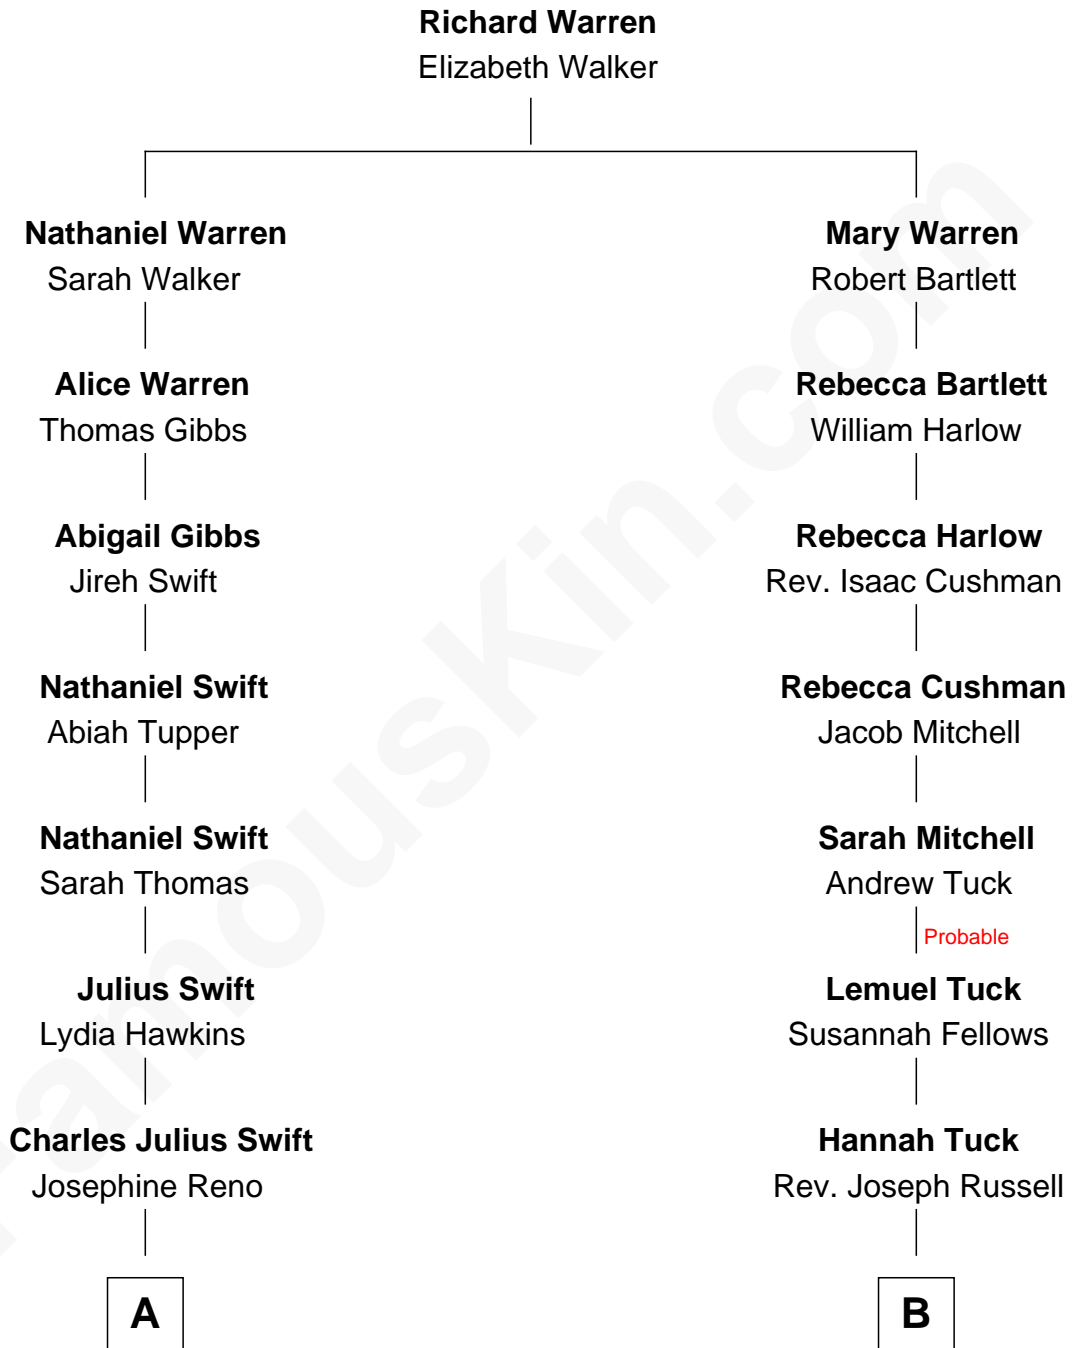 Richard Warren
Elizabeth Walker
Nathaniel Warren
Sarah Walker
Mary Warren
Robert Bartlett
Alice Warren
Thomas Gibbs
Rebecca Bartlett
William Harlow
Abigail Gibbs
Jireh Swift
Rebecca Harlow
Rev. Isaac Cushman
Nathaniel Swift
Abiah Tupper
Rebecca Cushman
Jacob Mitchell
Nathaniel Swift
Sarah Thomas
Sarah Mitchell
Andrew Tuck
Probable
Julius Swift
Lydia Hawkins
Lemuel Tuck
Susannah Fellows
Charles Julius Swift
Josephine Reno
Hannah Tuck
Rev. Joseph Russell
A
B
FamousKin.com